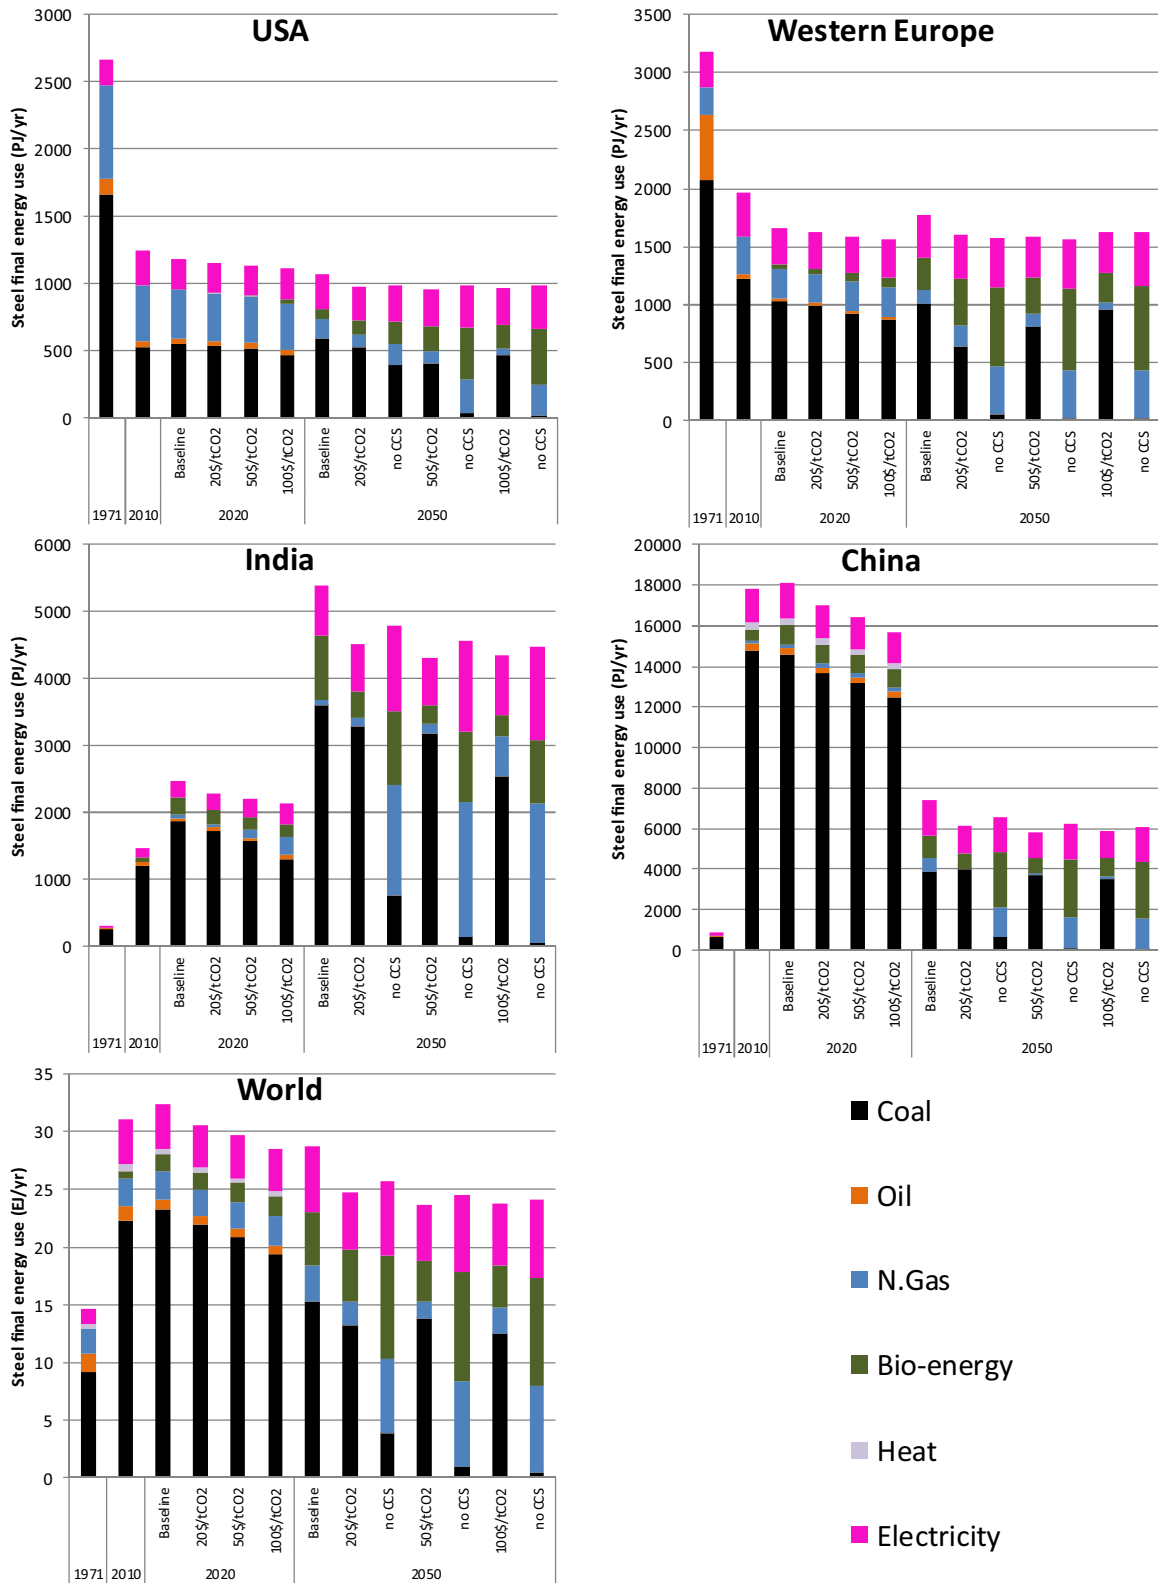 USA
Steel final energy use (PJ/yr)
3000
2500
2000
1500
1000
500
0
Baseline
20$/tCO2
50$/tCO2
100$/tCO2
Baseline
20$/tCO2
no CCS
50$/tCO2
no CCS
100$/tCO2
no CCS
1971 2010 2020 2050
Western Europe
Steel final energy use (PJ/yr)
3500
3000
2500
2000
1500
1000
500
0
Baseline
20$/tCO2
50$/tCO2
100$/tCO2
Baseline
20$/tCO2
no CCS
50$/tCO2
no CCS
100$/tCO2
no CCS
1971 2010 2020 2050
India
Steel final energy use (PJ/yr)
6000
5000
4000
3000
2000
1000
0
Baseline
20$/tCO2
50$/tCO2
100$/tCO2
Baseline
20$/tCO2
no CCS
50$/tCO2
no CCS
100$/tCO2
no CCS
1971 2010 2020 2050
China
Steel final energy use (PJ/yr)
20000
18000
16000
14000
12000
10000
8000
6000
4000
2000
0
Baseline
20$/tCO2
50$/tCO2
100$/tCO2
Baseline
20$/tCO2
no CCS
50$/tCO2
no CCS
100$/tCO2
no CCS
1971 2010 2020 2050
World
Steel final energy use (EJ/yr)
35
30
25
20
15
10
5
0
Baseline
20$/tCO2
50$/tCO2
100$/tCO2
Baseline
20$/tCO2
no CCS
50$/tCO2
no CCS
100$/tCO2
no CCS
1971 2010 2020 2050
Coal
Oil
N.Gas
Bio-energy
Heat
Electricity